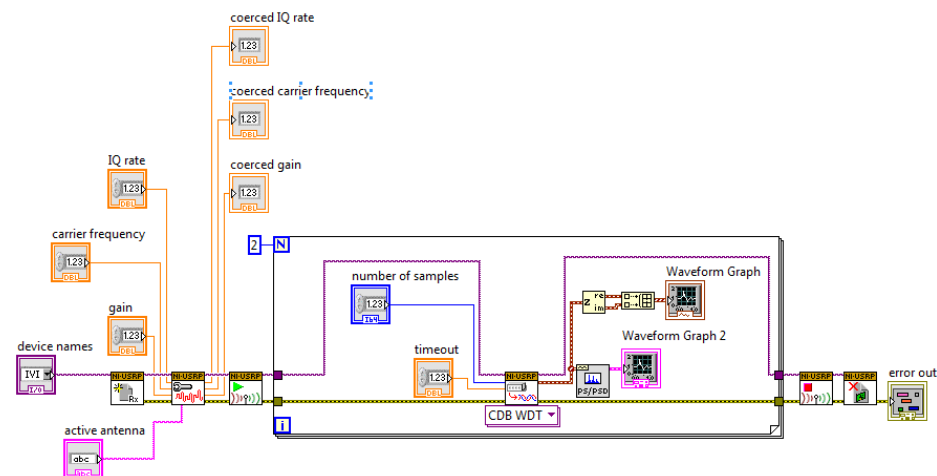 coerced IQ rate
1.23
DBL
coerced carrier frequency
1.23
DBL
IQ rate
1.23
DBL
coerced gain
1.23
DBL
carrier frequency
1.23
DBL
2
N
number of samples
1.23
I64
re
z
im
Waveform Graph
gain
1.23
DBL
timeout
1.23
DBL
Waveform Graph 2
device names
IVI
I/O
NI-USRP
Rx
NI-USRP
NI-USRP
NI-USRP
PS/PSD
NI-USRP
NI-USRP
error out
CDB WDT
i
active antenna
abc
abc